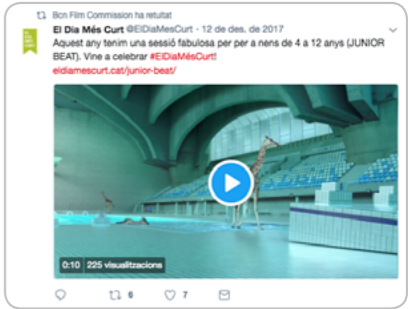 Bcn Film Commission ha retuitat
El Dia Més Curt @ElDiaMesCurt · 12 de des. de 2017
Aquest any tenim una sessió fabulosa per per a nens de 4 a 12 anys (JUNIOR
BEAT). Vine a celebrar #ElDiaMésCurt!
eldiamescurt.cat/junior-beat/
0:10 225 visualitzacions
6 7